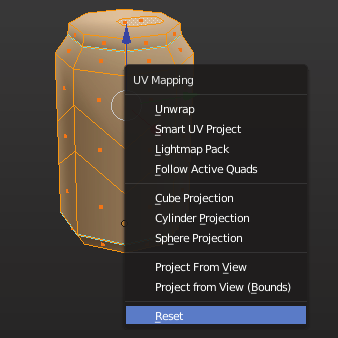 UV Mapping
Unwrap
Smart UV Project
Lightmap Pack
Follow Active Quads
Cube Projection
Cylinder Projection
Sphere Projection
Project From View
Project from View (Bounds)
Reset